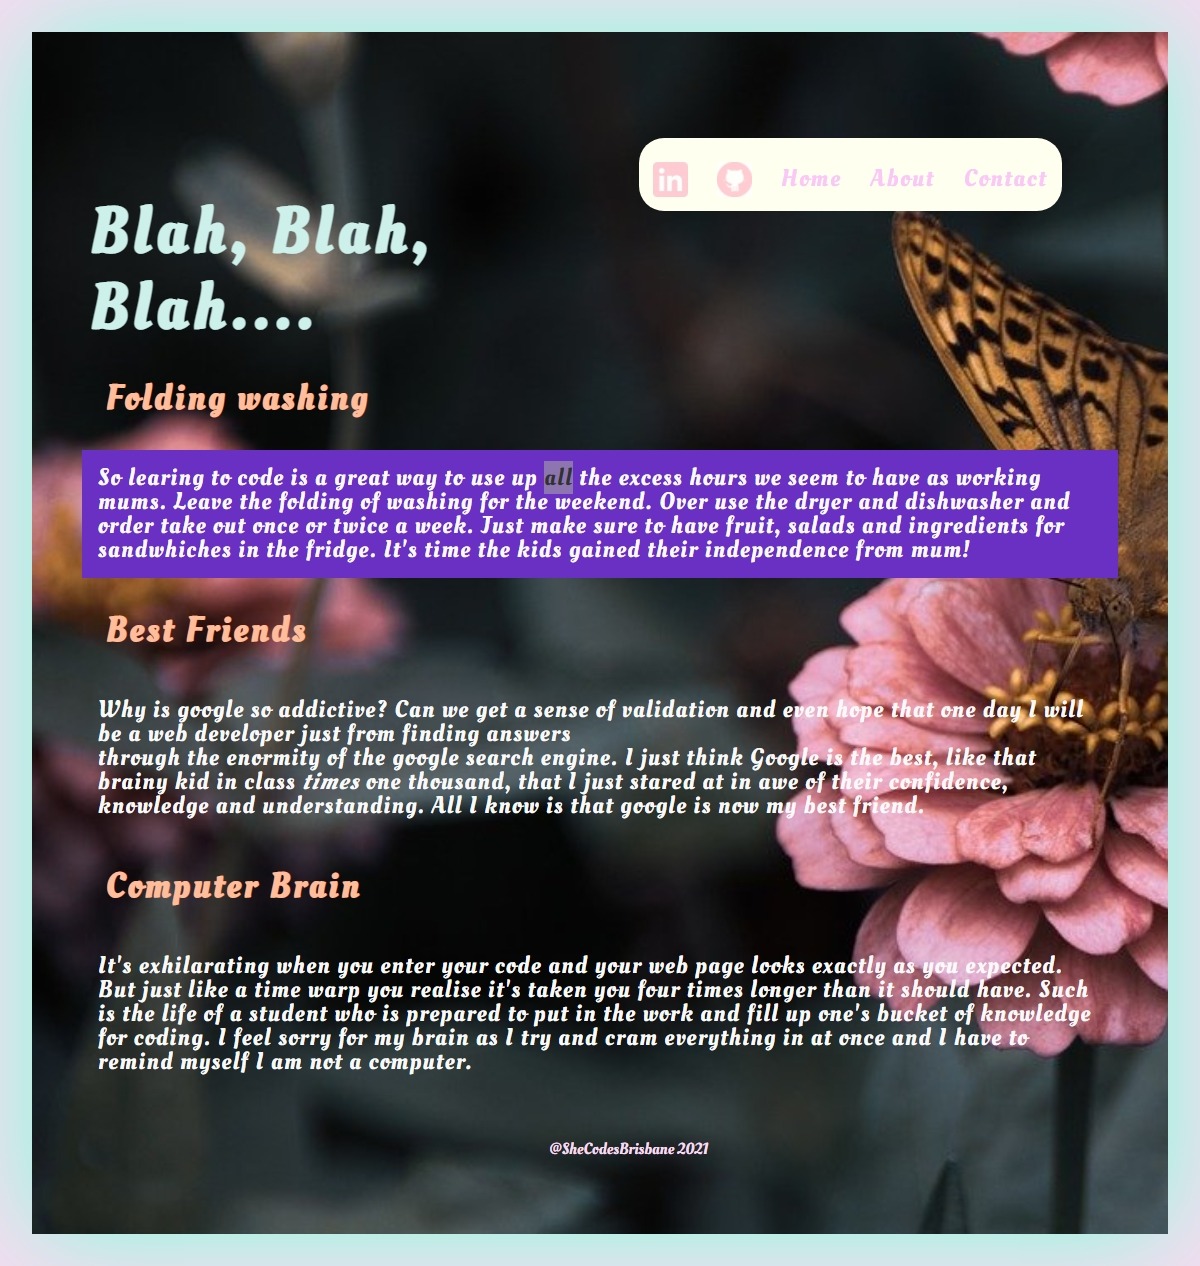 in
Home About Contact
Blah, Blah,
Blah....
Folding washing
So learing to code is a great way to use up all the excess hours we seem to have as working
mums. Leave the folding of washing for the weekend. Over use the dryer and dishwasher and
order take out once or twice a week. Just make sure to have fruit, salads and ingredients for
sandwhiches in the fridge. It's time the kids gained their independence from mum!
Best Friends
Why is google so addictive? Can we get a sense of validation and even hope that one day I will
be a web developer just from finding answers
through the enormity of the google search engine. I just think Google is the best, like that
brainy kid in class times one thousand, that I just stared at in awe of their confidence,
knowledge and understanding. All I know is that google is now my best friend.
Computer Brain
It's exhilarating when you enter your code and your web page looks exactly as you expected.
But just like a time warp you realise it's taken you four times longer than it should have. Such
is the life of a student who is prepared to put in the work and fill up one's bucket of knowledge
for coding. I feel sorry for my brain as I try and cram everything in at once and I have to
remind myself I am not a computer.
@SheCodesBrisbane 2021